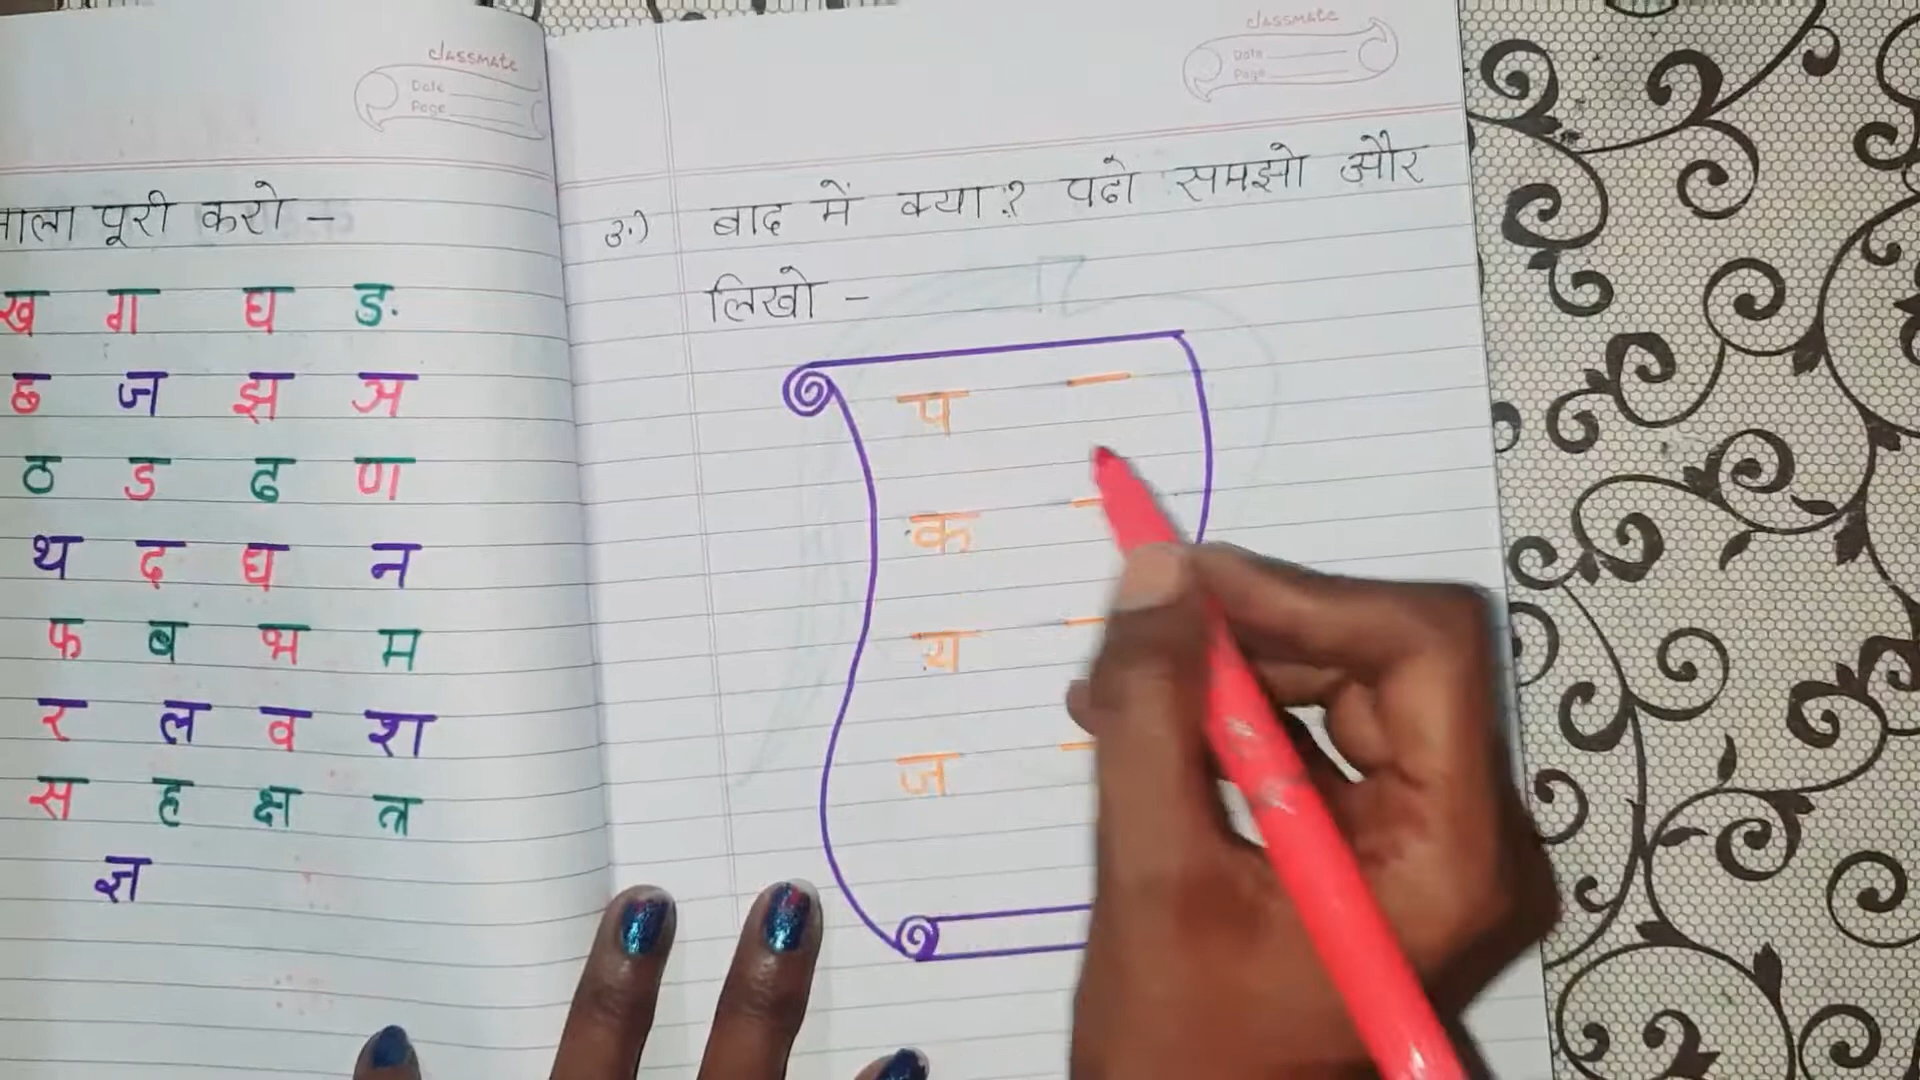 classmate
Date
Page
माला पूरी करो -
ख ग घ ङ
छ ज झ ञ
ठ ड ढ ण
थ द घ न
फ ब भ म
र ल व श
स ह क्ष त्र
ज्ञ
classmate
Date
Page
3.) बाद में क्या? पढो समझो और
लिखो -
प —
क —
य —
ज —